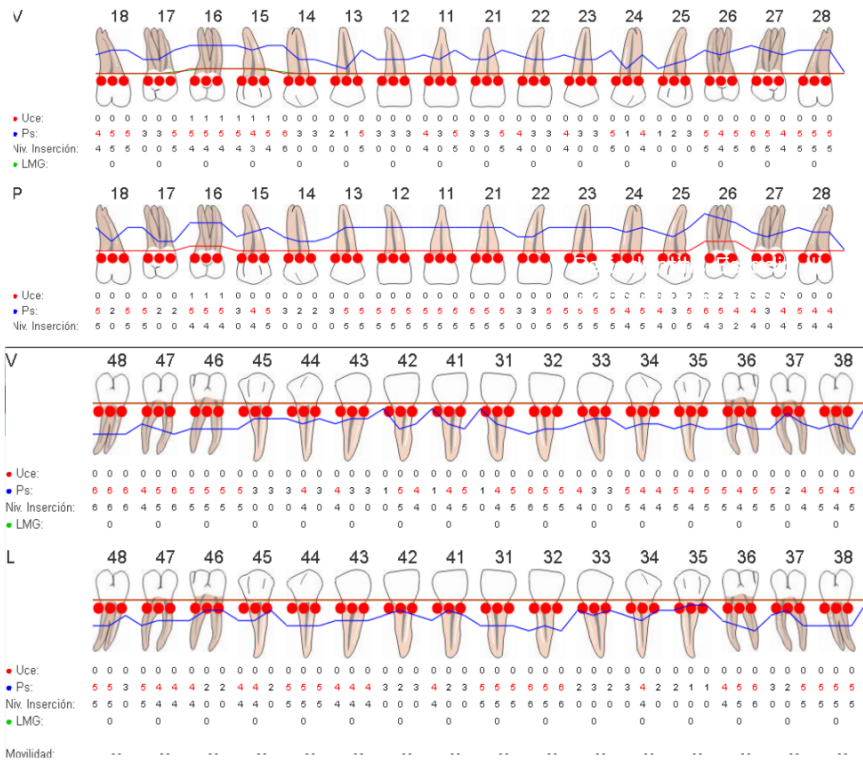 V 18 17 16 15 14 13 12 11 21 22 23 24 25 26 27 28
Uce: 0 0 0 0 0 0 1 1 1 1 1 1 0 0 0 0 0 0 0 0 0 0 0 0 0 0 0 0 0 0 0 0 0 0 0 0 0 0 0 0 0 0 0 0 0 0 0 0
Ps: 4 5 5 3 3 5 5 5 5 5 4 5 6 3 3 2 1 5 3 3 3 4 3 5 3 3 5 4 3 3 4 3 3 5 1 4 1 2 3 5 4 5 6 5 4 5 5 5
Niv. Inserción: 4 5 5 0 0 5 4 4 4 4 3 4 6 0 0 0 0 5 0 0 0 4 0 5 0 0 5 4 0 0 4 0 0 5 0 4 0 0 0 5 4 5 6 5 4 5 5 5
LMG: 0 0 0 0 0 0 0 0 0 0 0 0 0 0 0 0
P 18 17 16 15 14 13 12 11 21 22 23 24 25 26 27 28
Uce: 0 0 0 0 0 0 1 1 1 0 0 0 0 0 0 0 0 0 0 0 0 0 0 0 0 0 0 0 0 0
Ps: 5 2 5 5 2 2 5 5 5 3 4 5 3 2 2 3 5 5 5 5 5 5 5 5 5 5 5 3 3 5 5 5 5 5 4 5 4 3 5 6 5 4 4 3 4 5 4 4
Niv. Inserción: 5 0 5 5 0 0 4 4 4 0 4 5 0 0 0 0 5 5 5 5 5 5 5 5 5 5 5 0 0 5 5 5 5 5 4 5 4 0 5 4 3 2 4 0 4 5 4 4
V 48 47 46 45 44 43 42 41 31 32 33 34 35 36 37 38
Uce: 0 0 0 0 0 0 0 0 0 0 0 0 0 0 0 0 0 0 0 0 0 0 0 0 0 0 0 0 0 0 0 0 0 0 0 0 0 0 0 0 0 0 0 0 0 0 0 0
Ps: 6 6 6 4 5 6 5 5 5 5 3 3 3 4 3 4 3 3 1 5 4 1 4 5 1 4 5 6 5 5 4 3 3 5 4 4 5 4 5 5 4 5 5 2 4 5 4 5
Niv. Inserción: 6 6 6 4 5 6 5 5 5 5 0 0 0 4 0 4 0 0 0 5 4 0 4 5 0 4 5 6 5 5 4 0 0 5 4 4 5 4 5 5 4 5 5 0 4 5 4 5
LMG: 0 0 0 0 0 0 0 0 0 0 0 0 0 0 0 0
L 48 47 46 45 44 43 42 41 31 32 33 34 35 36 37 38
Uce: 0 0 0 0 0 0 0 0 0 0 0 0 0 0 0 0 0 0 0 0 0 0 0 0 0 0 0 0 0 0 0 0 0 0 0 0 0 0 0 0 0 0 0 0 0 0 0 0
Ps: 5 5 3 5 4 4 4 2 2 4 4 2 5 5 5 4 4 4 3 2 3 4 2 3 5 5 5 6 5 6 2 3 2 3 4 2 2 1 1 4 5 6 3 2 5 5 5 5
Niv. Inserción: 5 5 0 5 4 4 4 0 0 4 4 0 5 5 5 4 4 4 0 0 0 4 0 0 5 5 5 6 5 6 0 0 0 0 4 0 0 0 0 4 5 6 0 0 5 5 5 5
LMG: 0 0 0 0 0 0 0 0 0 0 0 0 0 0 0 0
Movilidad: -- -- -- -- -- -- -- -- -- -- -- -- -- -- -- --